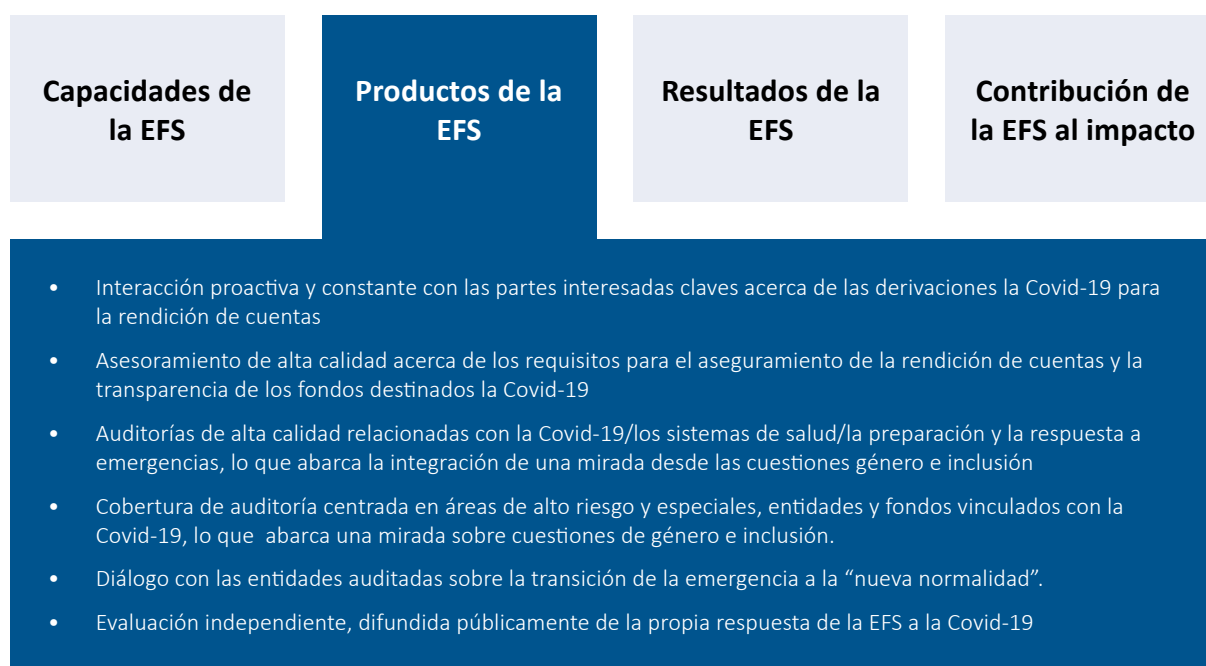 Capacidades de
la EFS
Productos de la
EFS
Resultados de la
EFS
Contribución de
la EFS al impacto
• Interacción proactiva y constante con las partes interesadas claves acerca de las derivaciones la Covid-19 para
la rendición de cuentas
• Asesoramiento de alta calidad acerca de los requisitos para el aseguramiento de la rendición de cuentas y la
transparencia de los fondos destinados la Covid-19
• Auditorías de alta calidad relacionadas con la Covid-19/los sistemas de salud/la preparación y la respuesta a
emergencias, lo que abarca la integración de una mirada desde las cuestiones género e inclusión
• Cobertura de auditoría centrada en áreas de alto riesgo y especiales, entidades y fondos vinculados con la
Covid-19, lo que abarca una mirada sobre cuestiones de género e inclusión.
• Diálogo con las entidades auditadas sobre la transición de la emergencia a la “nueva normalidad”.
• Evaluación independiente, difundida públicamente de la propia respuesta de la EFS a la Covid-19